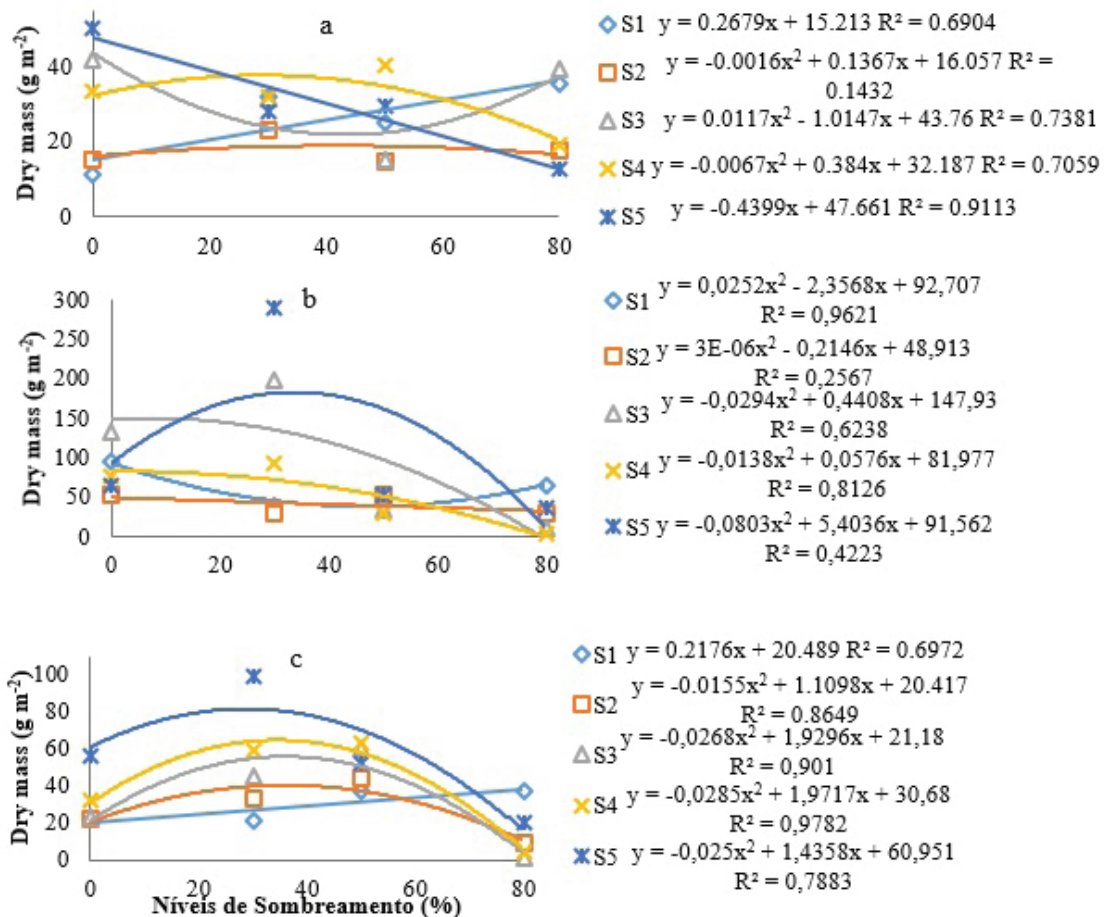 a
Dry mass (g m⁻²)
40
20
0
0 20 40 60 80
S1 y = 0.2679x + 15.213 R² = 0.6904
S2 y = -0.0016x² + 0.1367x + 16.057 R² =
0.1432
S3 y = 0.0117x² - 1.0147x + 43.76 R² = 0.7381
S4 y = -0.0067x² + 0.384x + 32.187 R² = 0.7059
S5 y = -0.4399x + 47.661 R² = 0.9113
b
Dry mass (g m⁻²)
300
250
200
150
100
50
0
0 20 40 60 80
S1 y = 0,0252x² - 2,3568x + 92,707
R² = 0,9621
S2 y = 3E-06x² - 0,2146x + 48,913
R² = 0,2567
S3 y = -0,0294x² + 0,4408x + 147,93
R² = 0,6238
S4 y = -0,0138x² + 0,0576x + 81,977
R² = 0,8126
S5 y = -0,0803x² + 5,4036x + 91,562
R² = 0,4223
c
Dry mass (g m⁻²)
100
80
60
40
20
0
0 20 40 60 80
Níveis de Sombreamento (%)
S1 y = 0.2176x + 20.489 R² = 0.6972
S2 y = -0.0155x² + 1.1098x + 20.417
R² = 0.8649
S3 y = -0,0268x² + 1,9296x + 21,18
R² = 0,901
S4 y = -0,0285x² + 1,9717x + 30,68
R² = 0,9782
S5 y = -0,025x² + 1,4358x + 60,951
R² = 0,7883